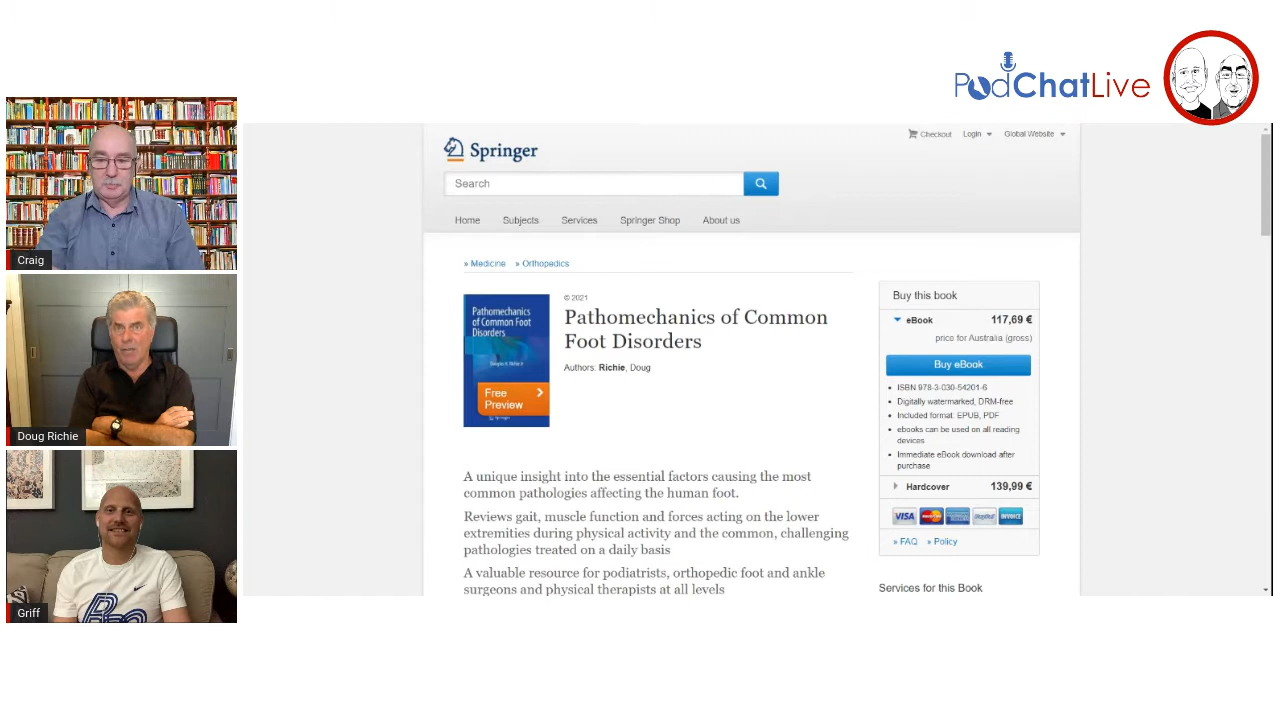 PodChatLive
Craig
Doug Richie
Griff
Checkout
Login
Global Website
Springer
Search
Home
Subjects
Services
Springer Shop
About us
» Medicine
» Orthopedics
Pathomechanics
of Common Foot
Disorders
Free
Preview
© 2021
Pathomechanics of Common
Foot Disorders
Authors: Richie, Doug
A unique insight into the essential factors causing the most
common pathologies affecting the human foot.
Reviews gait, muscle function and forces acting on the lower
extremities during physical activity and the common, challenging
pathologies treated on a daily basis
A valuable resource for podiatrists, orthopedic foot and ankle
surgeons and physical therapists at all levels
Buy this book
eBook 117,69 €
price for Australia (gross)
Buy eBook
ISBN 978-3-030-54201-6
Digitally watermarked, DRM-free
Included format: EPUB, PDF
ebooks can be used on all reading
devices
Immediate eBook download after
purchase
Hardcover 139,99 €
VISA
PayPal
INVOICE
» FAQ » Policy
Services for this Book